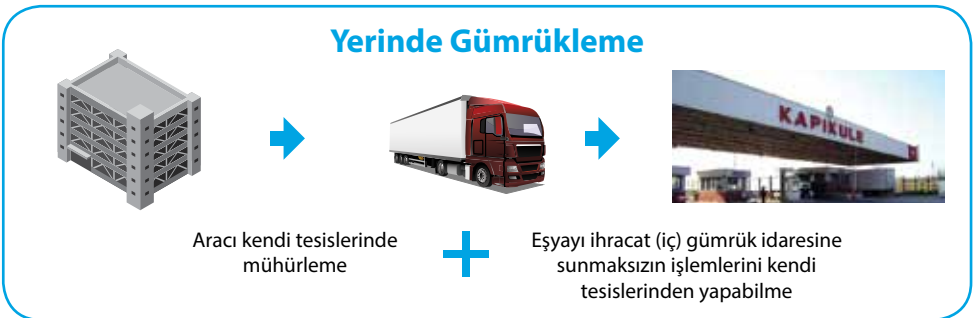 Yerinde Gümrükleme
KAPIKULE
Aracı kendi tesislerinde
mühürleme
Eşyayı ihracat (iç) gümrük idaresine
sunmaksızın işlemlerini kendi
tesislerinden yapabilme